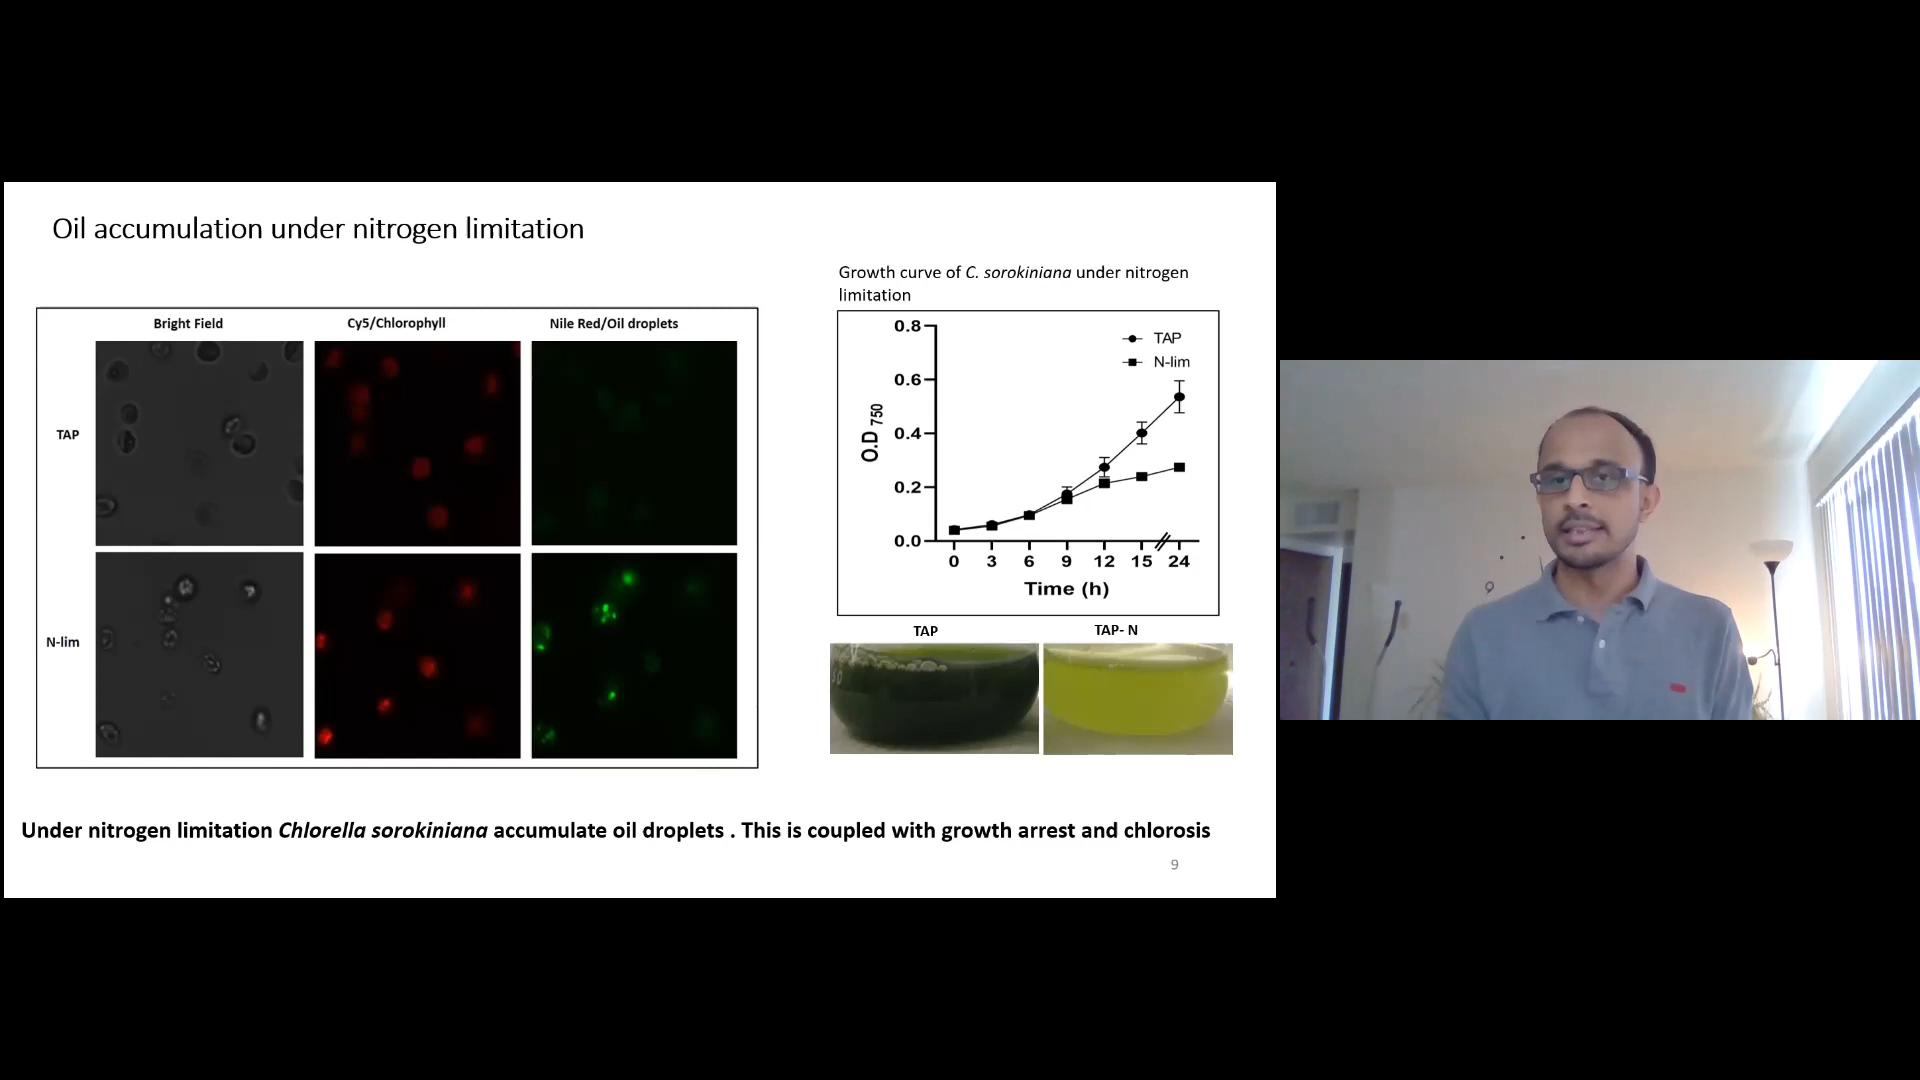 Oil accumulation under nitrogen limitation
Bright Field
Cy5/Chlorophyll
Nile Red/Oil droplets
TAP
N-lim
Growth curve of C. sorokiniana under nitrogen
limitation
0.8
0.6
0.4
0.2
0.0
O.D 750
TAP
N-lim
0 3 6 9 12 15 24
Time (h)
TAP
TAP- N
Under nitrogen limitation Chlorella sorokiniana accumulate oil droplets . This is coupled with growth arrest and chlorosis
9